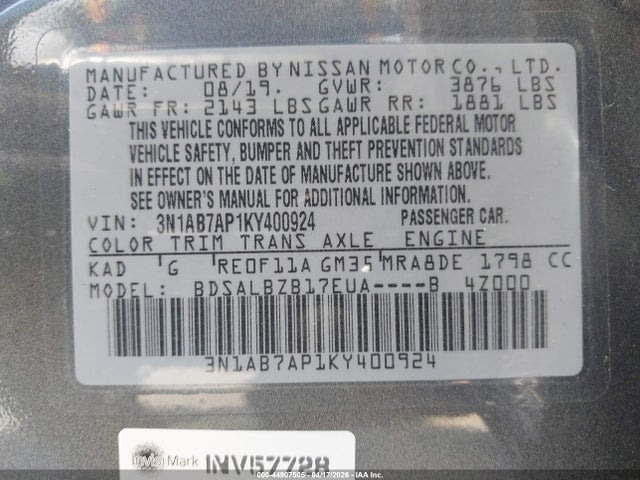 MANUFACTURED BY NISSAN MOTOR CO., LTD.
DATE: 08/19. GVWR: 3876 LBS
GAWR FR: 2143 LBS GAWR RR: 1881 LBS
THIS VEHICLE CONFORMS TO ALL APPLICABLE FEDERAL MOTOR
VEHICLE SAFETY, BUMPER AND THEFT PREVENTION STANDARDS
IN EFFECT ON THE DATE OF MANUFACTURE SHOWN ABOVE.
SEE OWNER'S MANUAL FOR ADDITIONAL INFORMATION.
VIN: 3N1AB7AP1KY400924 PASSENGER CAR.
COLOR TRIM TRANS AXLE ENGINE
KAD G RE0F11A GM35 MRA8DE 1798 CC
MODEL: BDSALBZB17EUA----B 4Z000
3N1AB7AP1KY400924
InvisiMark INV57728
000 - 44907505 - 04/17/2026 - COPART